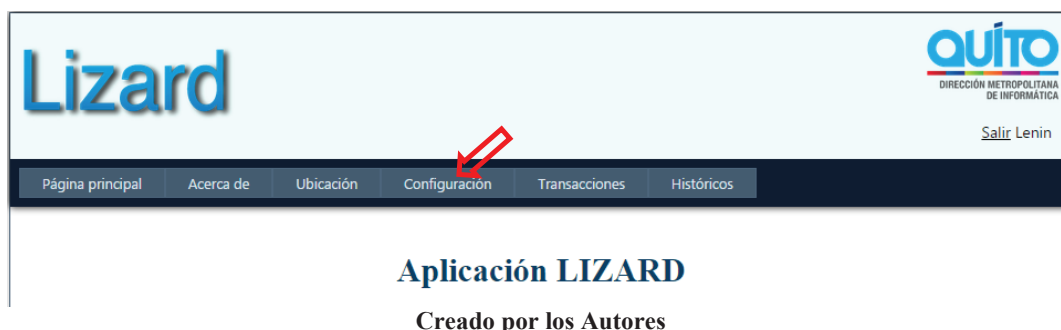 Lizard
QUÍTO
DIRECCIÓN METROPOLITANA
DE INFORMÁTICA
Salir Lenin
Página principal Acerca de Ubicación Configuración Transacciones Históricos
Aplicación LIZARD
Creado por los Autores